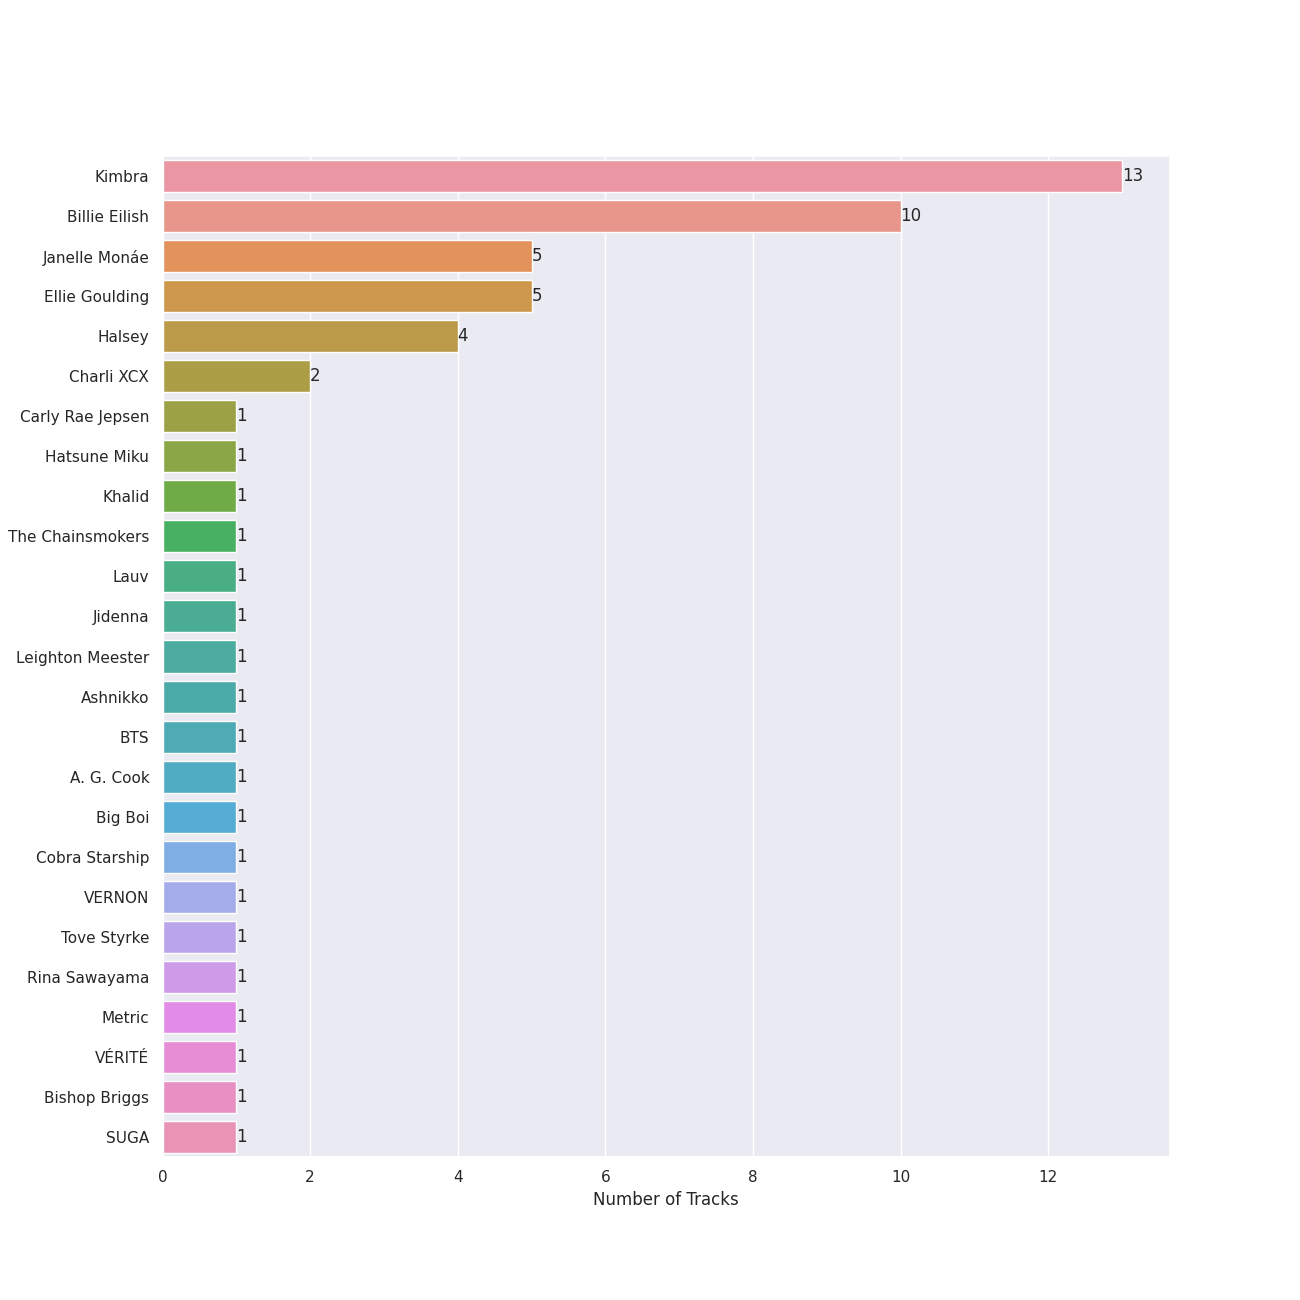 Kimbra 13
Billie Eilish 10
Janelle Monáe 5
Ellie Goulding 5
Halsey 4
Charli XCX 2
Carly Rae Jepsen 1
Hatsune Miku 1
Khalid 1
The Chainsmokers 1
Lauv 1
Jidenna 1
Leighton Meester 1
Ashnikko 1
BTS 1
A. G. Cook 1
Big Boi 1
Cobra Starship 1
VERNON 1
Tove Styrke 1
Rina Sawayama 1
Metric 1
VÉRITÉ 1
Bishop Briggs 1
SUGA 1
0 2 4 6 8 10 12
Number of Tracks